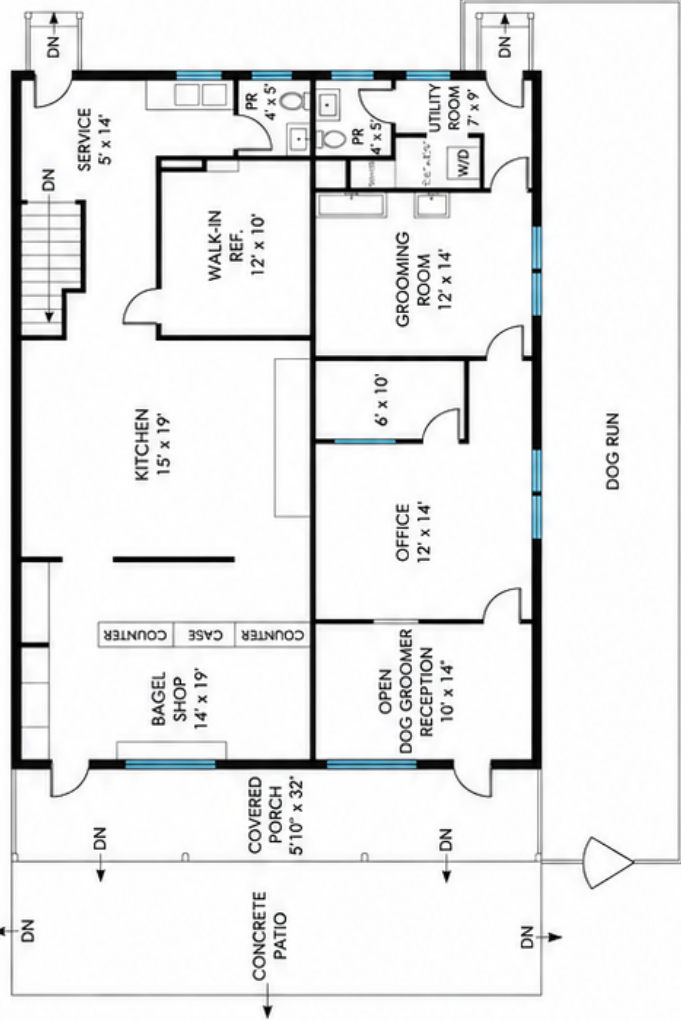 DN
DN
SERVICE
5' x 14'
PR
4' x 5'
PR
4' x 5'
UTILITY
ROOM
7' x 9'
W/D
DN
WALK-IN
REF.
12' x 10'
GROOMING
ROOM
12' x 14'
KITCHEN
15' x 19'
6' x 10'
DOG RUN
OFFICE
12' x 14'
COUNTER
CASE
COUNTER
BAGEL
SHOP
14' x 19'
OPEN
DOG GROOMER
RECEPTION
10' x 14"
COVERED
PORCH
5'10" x 32"
DN
DN
DN
CONCRETE
PATIO
DN